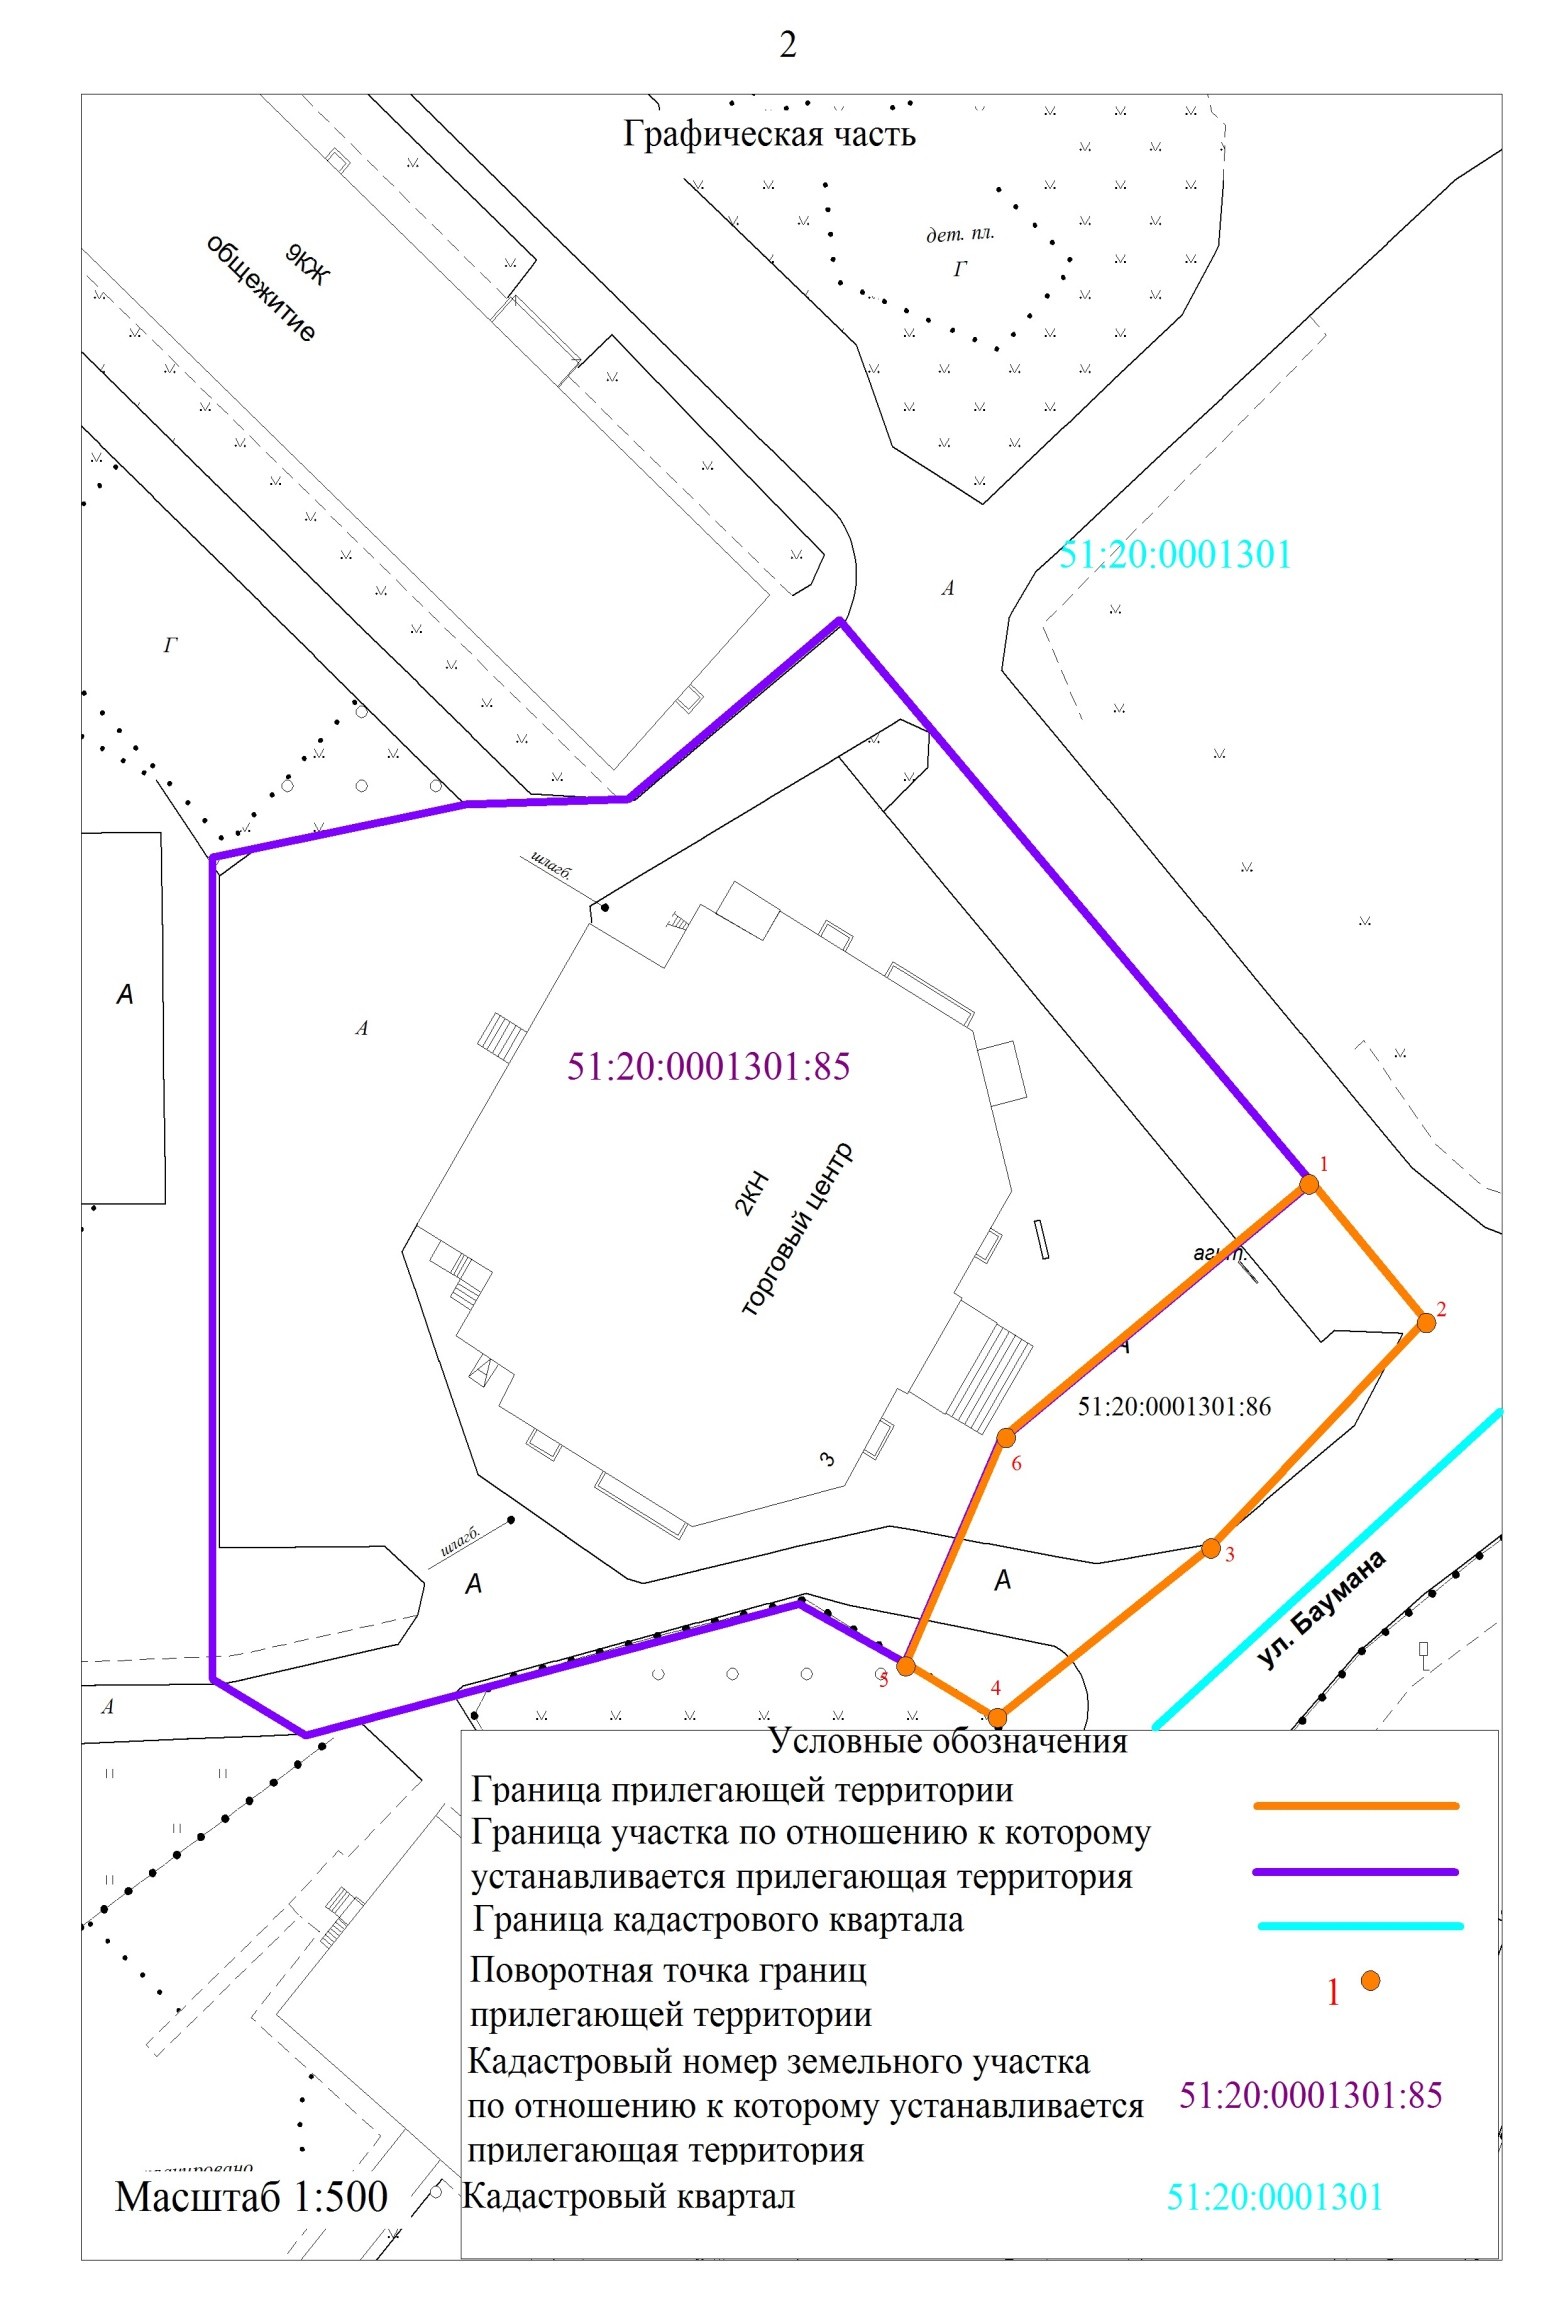 2
Графическая часть
дет. пл.
Г
9КЖ
общежитие
51:20:0001301
А
Г
шлагб.
А
А
51:20:0001301:85
2КН
торговый центр
1
агит.
2
А
51:20:0001301:86
6
3
3
шлагб.
А
А
ул. Баумана
5
4
А
Условные обозначения
Граница прилегающей территории
Граница участка по отношению к которому
устанавливается прилегающая территория
Граница кадастрового квартала
Поворотная точка границ
прилегающей территории
1
Кадастровый номер земельного участка
по отношению к которому устанавливается
прилегающая территория
51:20:0001301:85
Масштаб 1:500
Кадастровый квартал
51:20:0001301